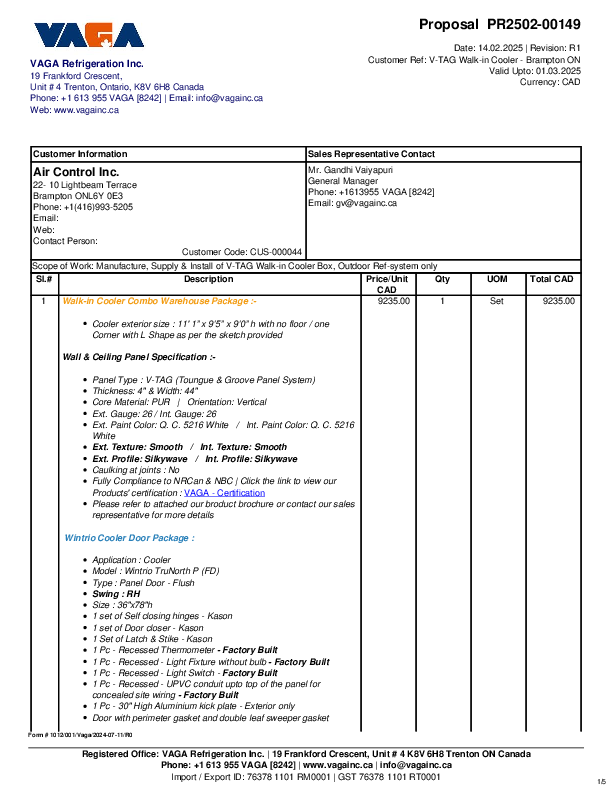 VAGA
Proposal PR2502-00149
Date: 14.02.2025 | Revision: R1
Customer Ref: V-TAG Walk-in Cooler - Brampton ON
Valid Upto: 01.03.2025
Currency: CAD
VAGA Refrigeration Inc.
19 Frankford Crescent,
Unit # 4 Trenton, Ontario, K8V 6H8 Canada
Phone: +1 613 955 VAGA [8242] | Email: info@vagainc.ca
Web: www.vagainc.ca
Customer Information
Sales Representative Contact
Air Control Inc.
22- 10 Lightbeam Terrace
Brampton ONL6Y 0E3
Phone: +1(416)993-5205
Email:
Web:
Contact Person:
Customer Code: CUS-000044
Mr. Gandhi Vaiyapuri
General Manager
Phone: +1613955 VAGA [8242]
Email: gv@vagainc.ca
Scope of Work: Manufacture, Supply & Install of V-TAG Walk-in Cooler Box, Outdoor Ref-system only
Sl.# Description Price/Unit CAD Qty UOM Total CAD
1 Walk-in Cooler Combo Warehouse Package :- 9235.00 1 Set 9235.00
• Cooler exterior size : 11' 1" x 9'5" x 9'0" h with no floor / one
Corner with L Shape as per the sketch provided
Wall & Ceiling Panel Specification :-
• Panel Type : V-TAG (Toungue & Groove Panel System)
• Thickness: 4" & Width: 44"
• Core Material: PUR / Orientation: Vertical
• Ext. Gauge: 26 / Int. Gauge: 26
• Ext. Paint Color: Q. C. 5216 White / Int. Paint Color: Q. C. 5216
White
• Ext. Texture: Smooth / Int. Texture: Smooth
• Ext. Profile: Silkywave / Int. Profile: Silkywave
• Caulking at joints : No
• Fully Compliance to NRCan & NBC | Click the link to view our
Products' certification : VAGA - Certification
• Please refer to attached our product brochure or contact our sales
representative for more details
Wintrio Cooler Door Package :
• Application : Cooler
• Model : Wintrio TruNorth P (FD)
• Type : Panel Door - Flush
• Swing : RH
• Size : 36"x78"h
• 1 set of Self closing hinges - Kason
• 1 set of Door closer - Kason
• 1 Set of Latch & Stike - Kason
• 1 Pc - Recessed Thermometer - Factory Built
• 1 Pc - Recessed - Light Fixture without bulb - Factory Built
• 1 Pc - Recessed - Light Switch - Factory Built
• 1 Pc - Recessed - UPVC conduit upto top of the panel for
concealed site wiring - Factory Built
• 1 Pc - 30" High Aluminium kick plate - Exterior only
• Door with perimeter gasket and double leaf sweeper gasket
Form # 1012/001/Vaga/2024-07-11/R0
Registered Office: VAGA Refrigeration Inc. | 19 Frankford Crescent, Unit # 4 K8V 6H8 Trenton ON Canada
Phone: +1 613 955 VAGA [8242] | www.vagainc.ca | info@vagainc.ca
Import / Export ID: 76378 1101 RM0001 | GST 76378 1101 RT0001
1/5